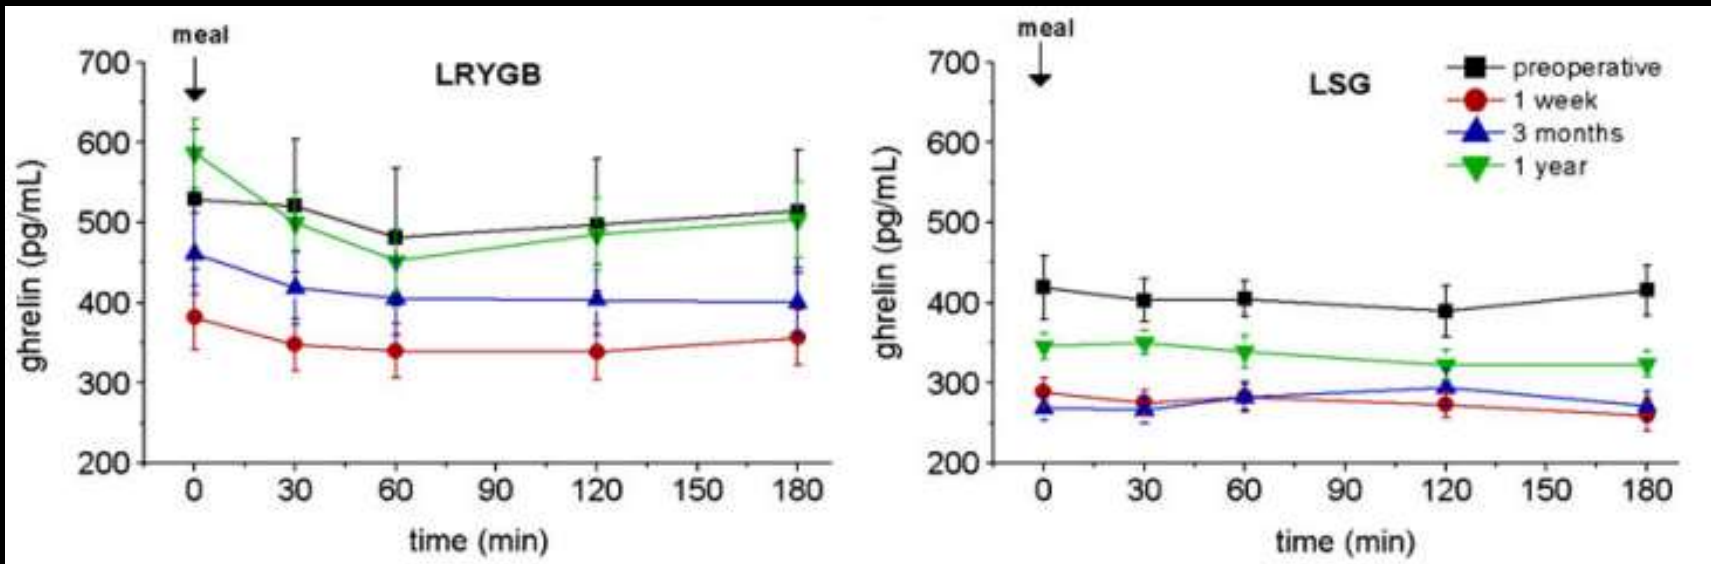 meal
LRYGB
700
600
500
400
300
200
ghrelin (pg/mL)
0 30 60 90 120 150 180
time (min)
meal
LSG
preoperative
1 week
3 months
1 year
700
600
500
400
300
200
ghrelin (pg/mL)
0 30 60 90 120 150 180
time (min)